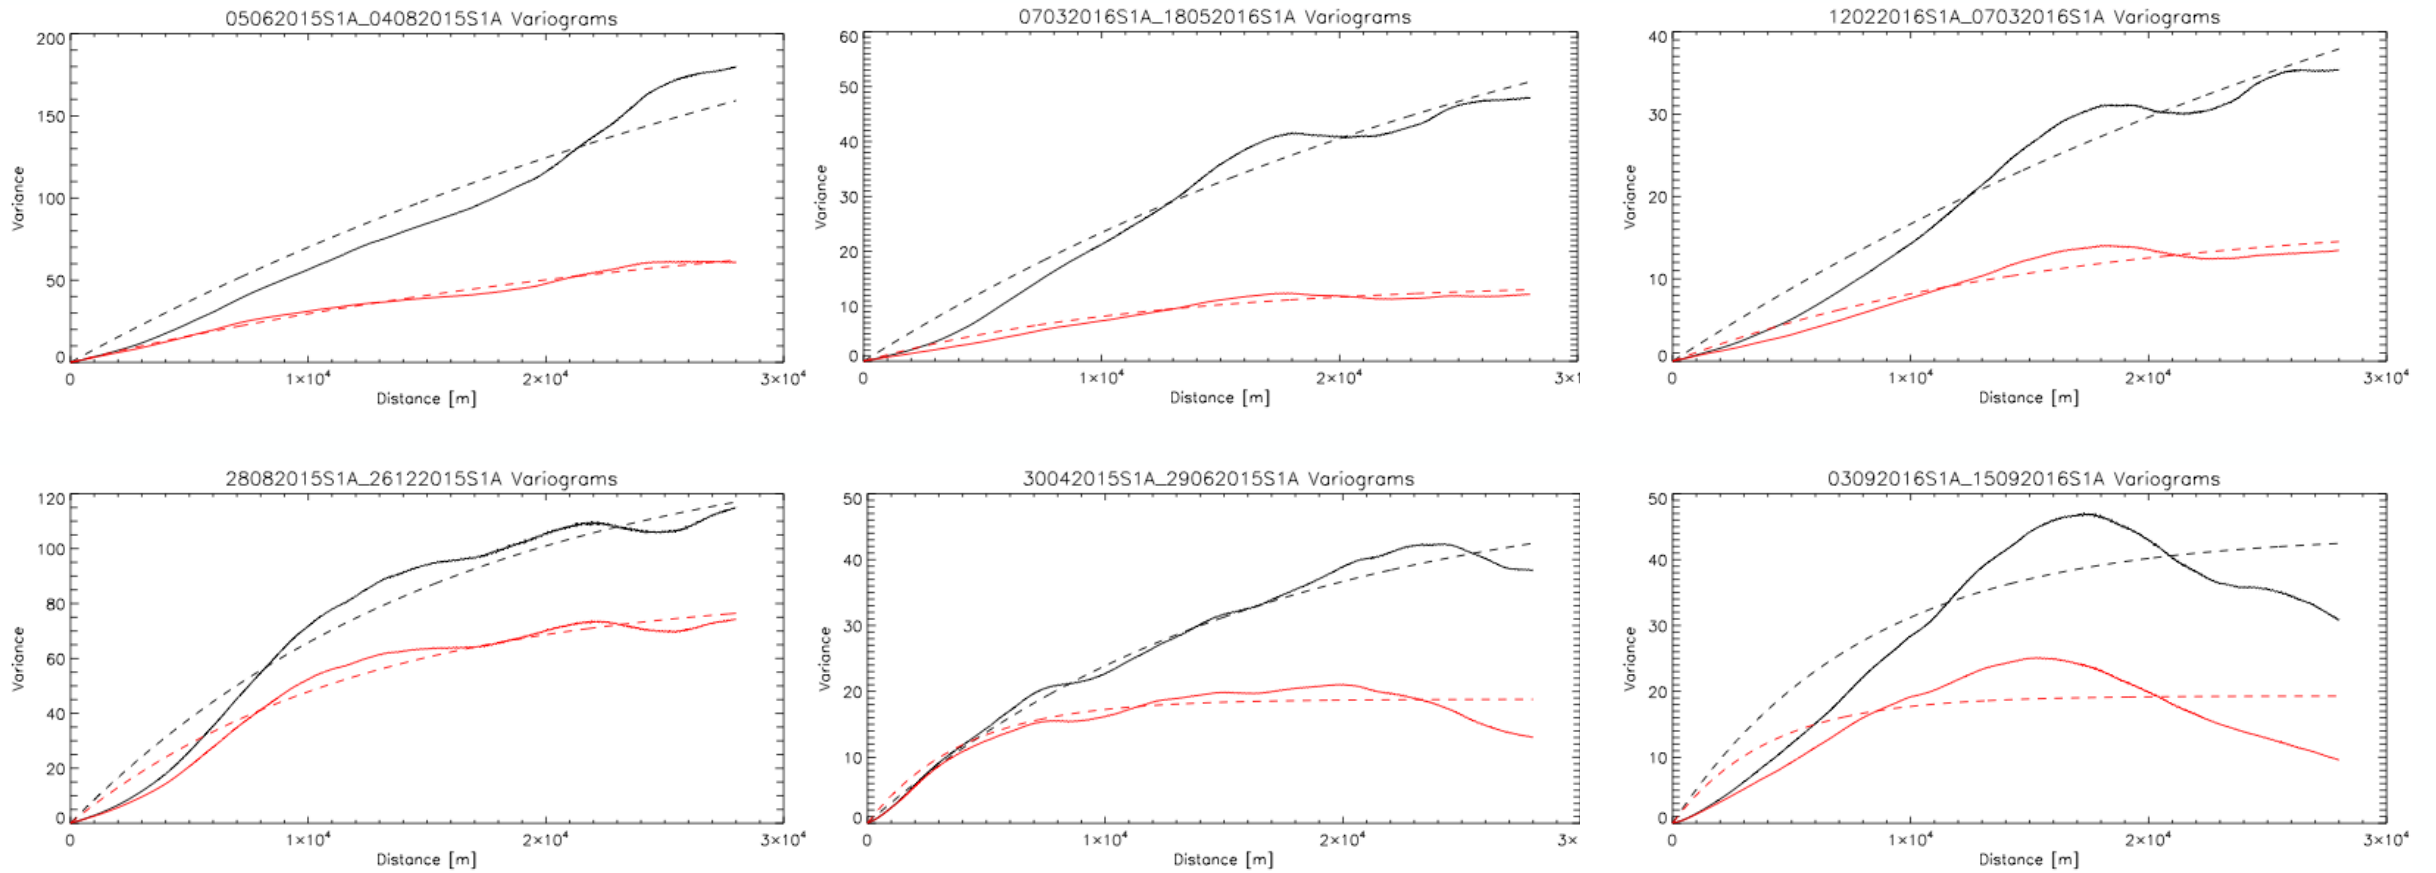 05062015S1A_04082015S1A Variograms
200
150
100
50
0
Variance
0 1×10⁴ 2×10⁴ 3×10⁴
Distance [m]
07032016S1A_18052016S1A Variograms
60
50
40
30
20
10
0
Variance
0 1×10⁴ 2×10⁴ 3×1
Distance [m]
12022016S1A_07032016S1A Variograms
40
30
20
10
0
Variance
0 1×10⁴ 2×10⁴ 3×10⁴
Distance [m]
28082015S1A_26122015S1A Variograms
120
100
80
60
40
20
0
Variance
0 1×10⁴ 2×10⁴ 3×10⁴
Distance [m]
30042015S1A_29062015S1A Variograms
50
40
30
20
10
0
Variance
0 1×10⁴ 2×10⁴ 3×
Distance [m]
03092016S1A_15092016S1A Variograms
50
40
30
20
10
0
Variance
0 1×10⁴ 2×10⁴ 3×10⁴
Distance [m]